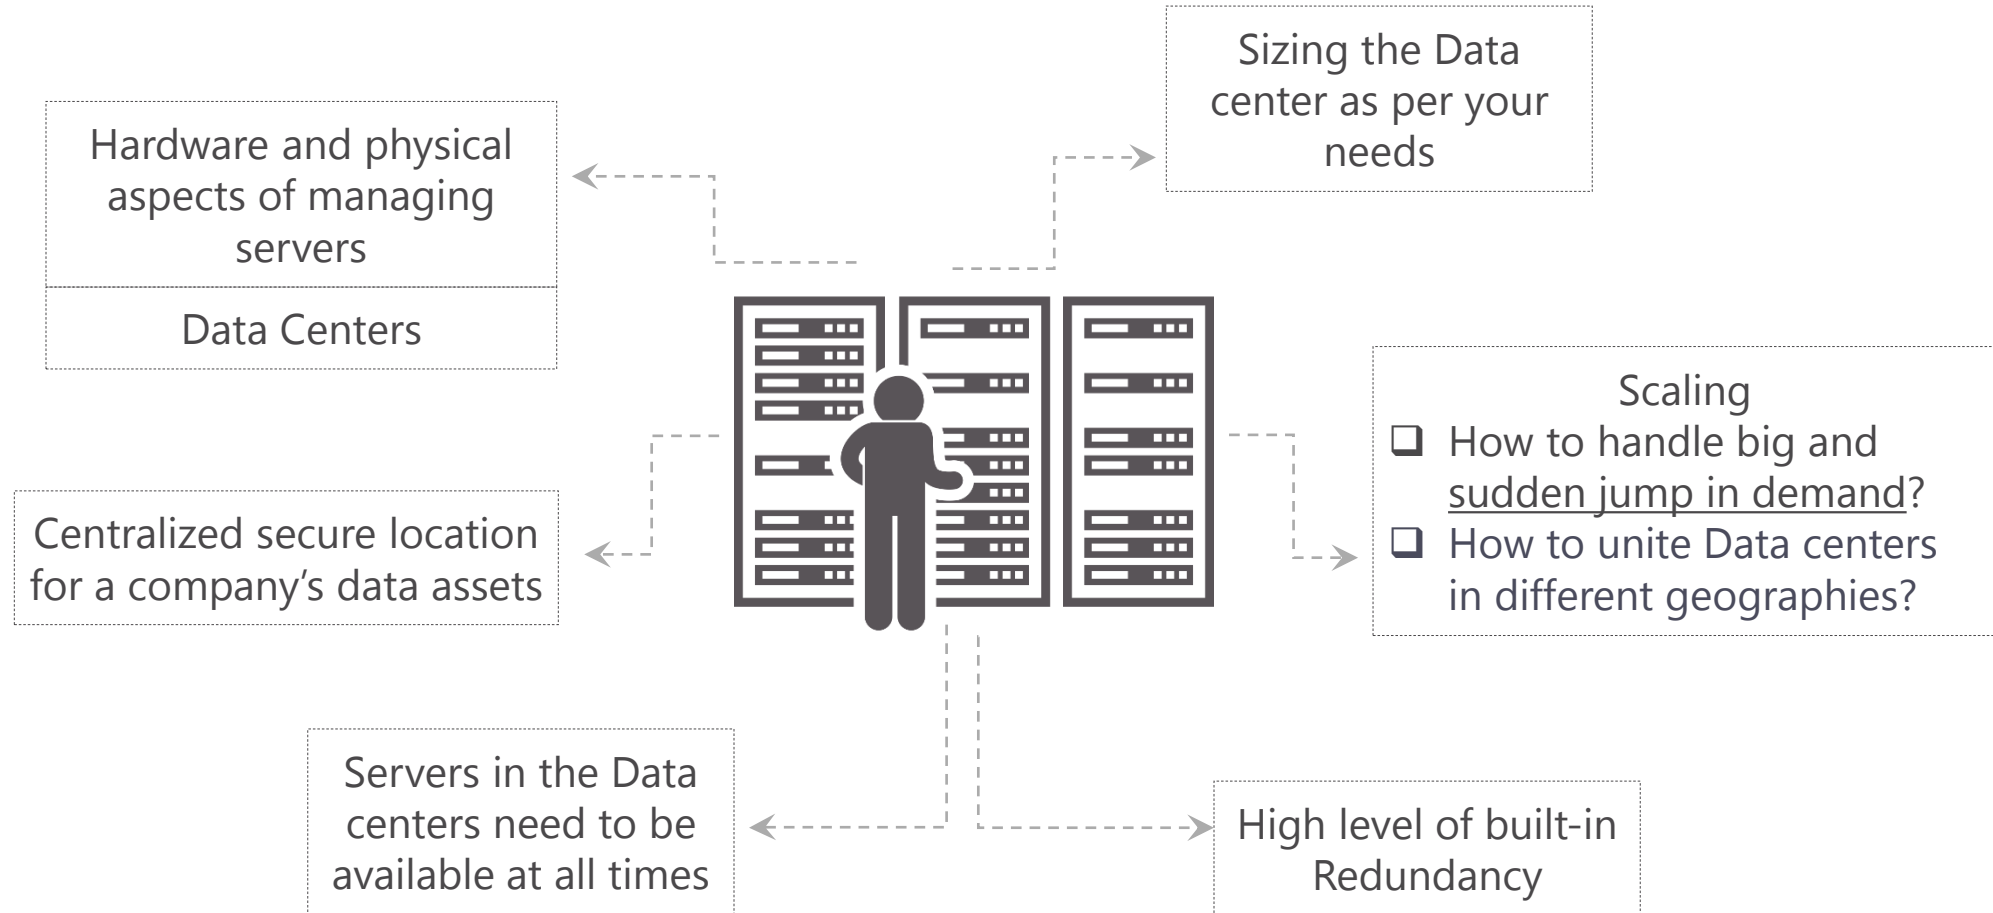 Hardware and physical
aspects of managing
servers
Data Centers
Sizing the Data
center as per your
needs
Centralized secure location
for a company’s data assets
Scaling
❑ How to handle big and
sudden jump in demand?
❑ How to unite Data centers
in different geographies?
Servers in the Data
centers need to be
available at all times
High level of built-in
Redundancy